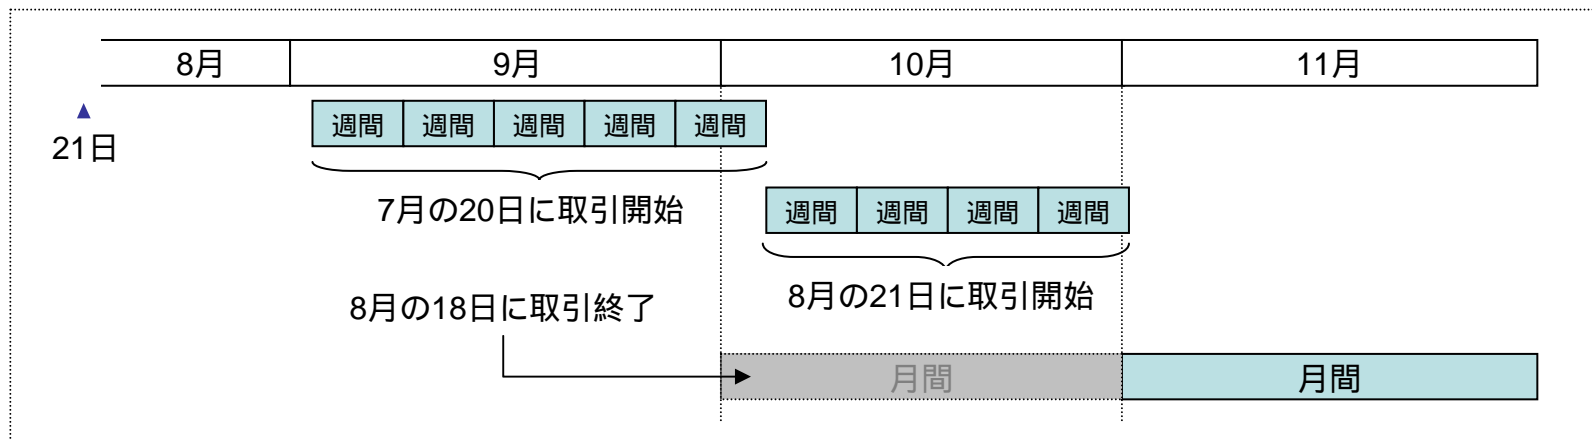 8月 9月 10月 11月
週間 週間 週間 週間 週間
21日
7月の20日に取引開始
週間 週間 週間 週間
8月の21日に取引開始
8月の18日に取引終了
月間 月間